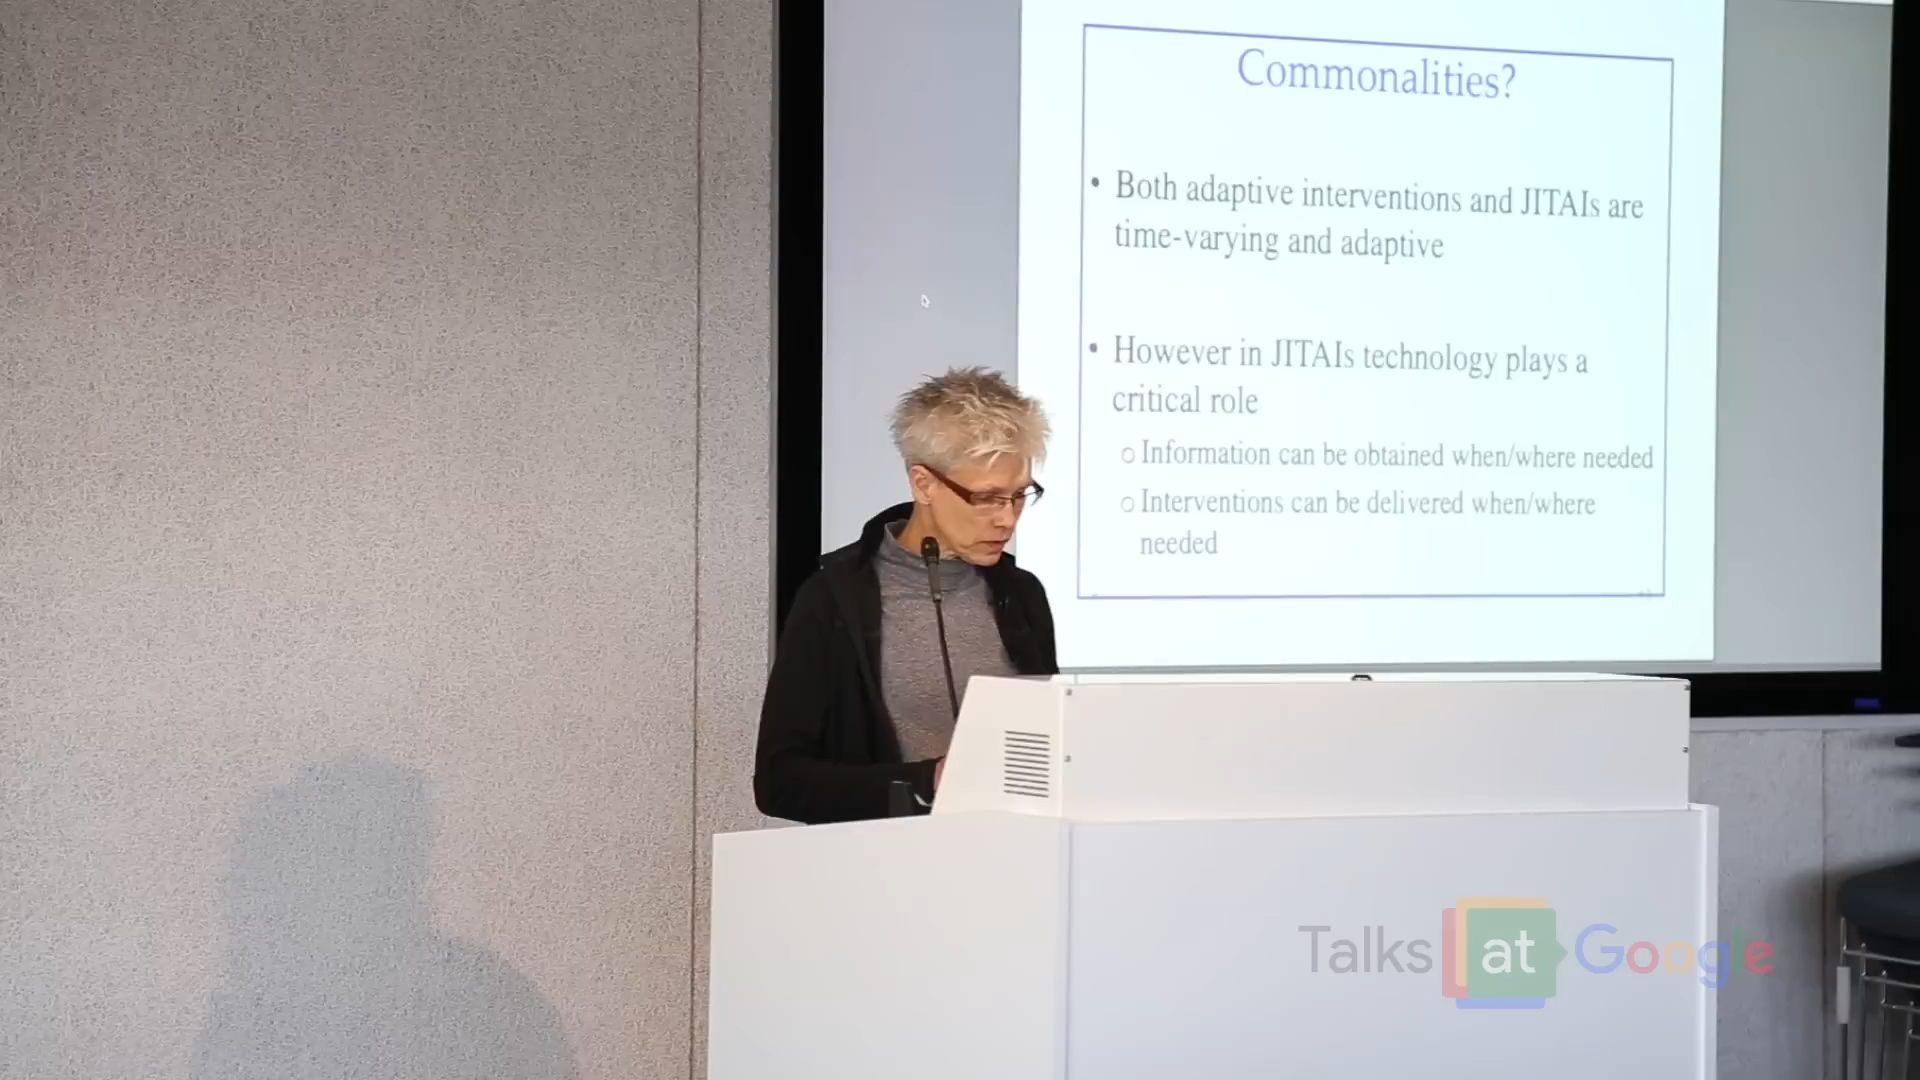 Commonalities?
• Both adaptive interventions and JITAIs are
time-varying and adaptive
• However in JITAIs technology plays a
critical role
o Information can be obtained when/where needed
o Interventions can be delivered when/where
needed
Talks at Google